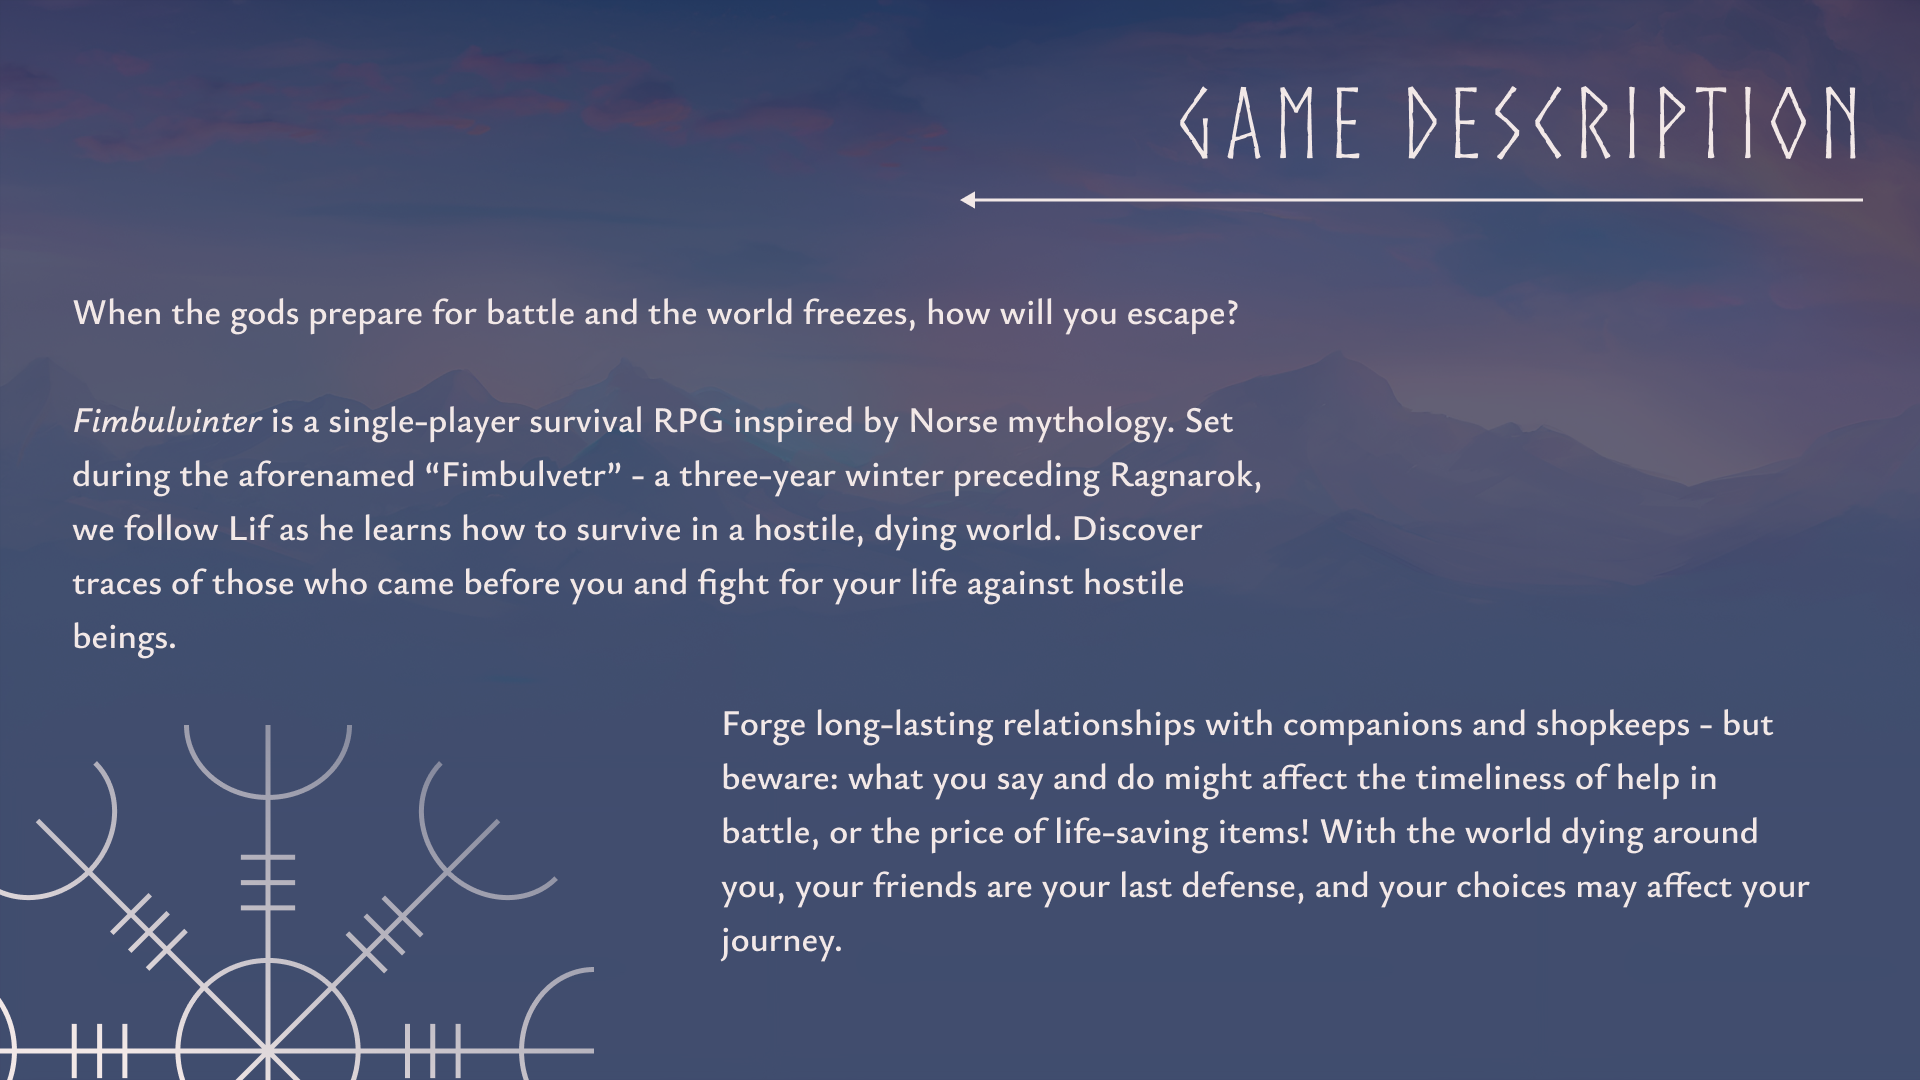 GAME DESCRIPTION
When the gods prepare for battle and the world freezes, how will you escape?
Fimbulvinter is a single-player survival RPG inspired by Norse mythology. Set
during the aforenamed “Fimbulvetr” - a three-year winter preceding Ragnarok,
we follow Lif as he learns how to survive in a hostile, dying world. Discover
traces of those who came before you and fight for your life against hostile
beings.
Forge long-lasting relationships with companions and shopkeeps - but
beware: what you say and do might affect the timeliness of help in
battle, or the price of life-saving items! With the world dying around
you, your friends are your last defense, and your choices may affect your
journey.